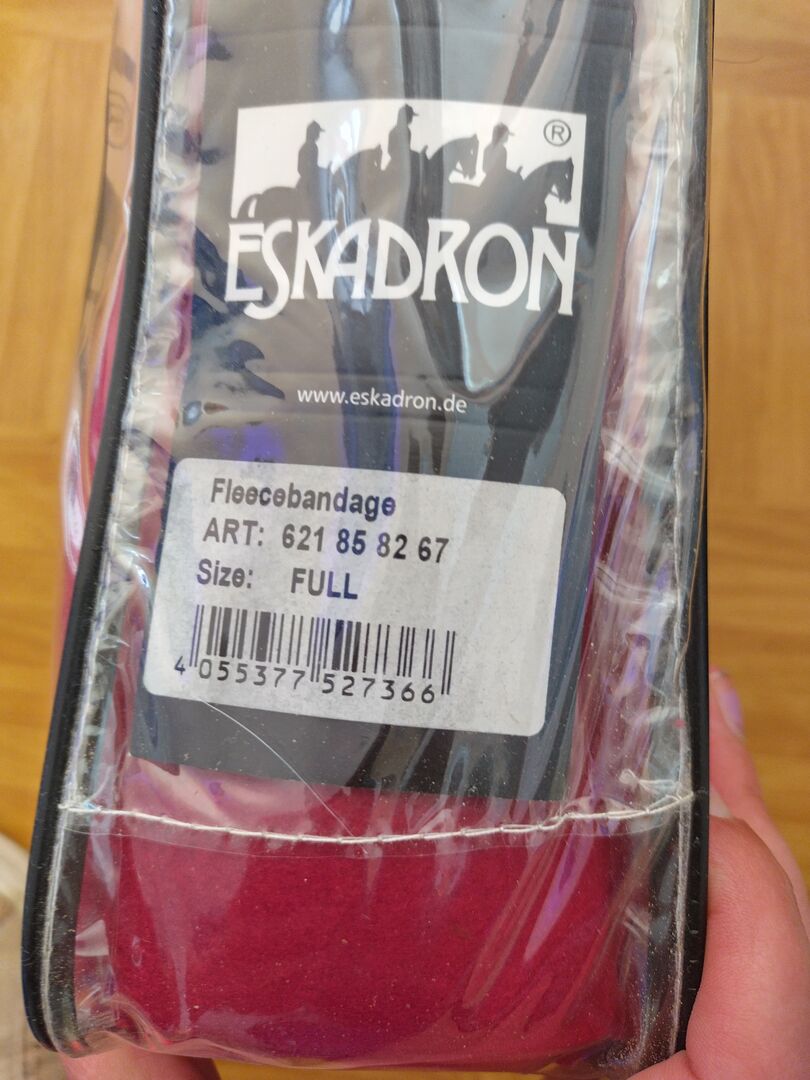 ®
ESKADRON
www.eskadron.de
Fleecebandage
ART: 621 85 82 67
Size: FULL
4 055377 527366